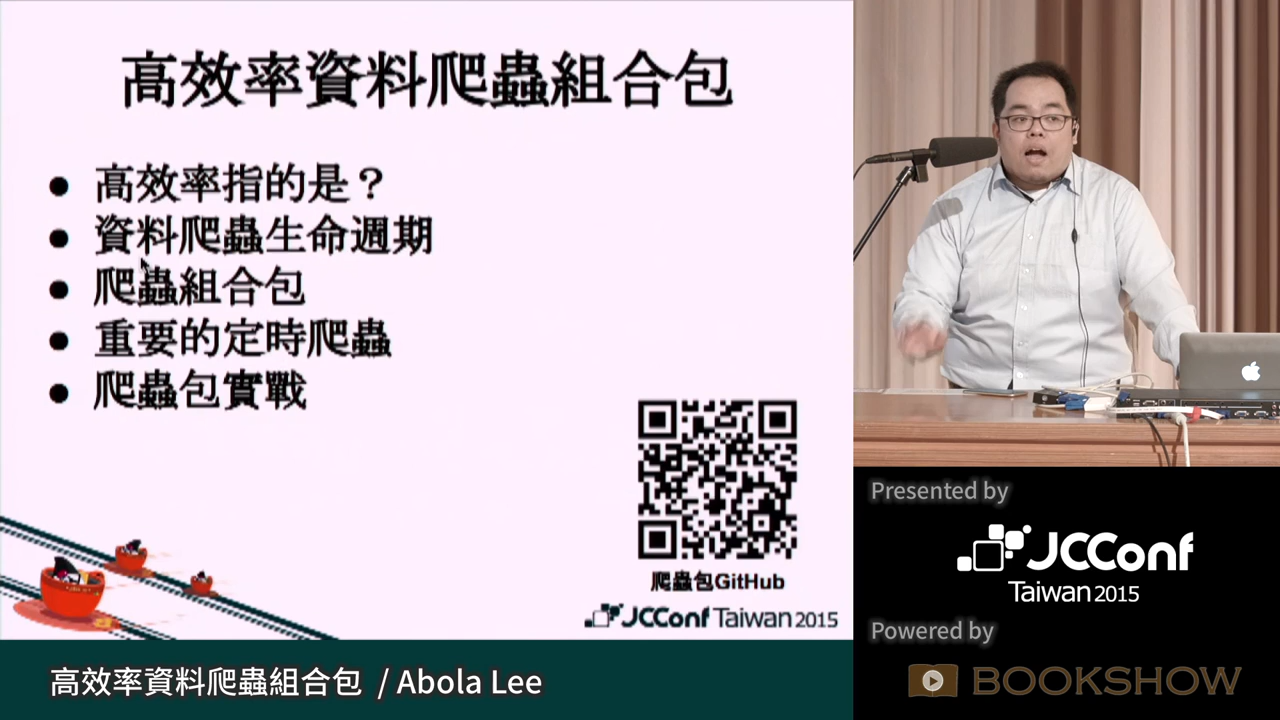 高效率資料爬蟲組合包
● 高效率指的是？
● 資料爬蟲生命週期
● 爬蟲組合包
● 重要的定時爬蟲
● 爬蟲包實戰
爬蟲包GitHub
JCConf Taiwan 2015
高效率資料爬蟲組合包 / Abola Lee
Presented by
JCConf
Taiwan 2015
Powered by
BOOKSHOW